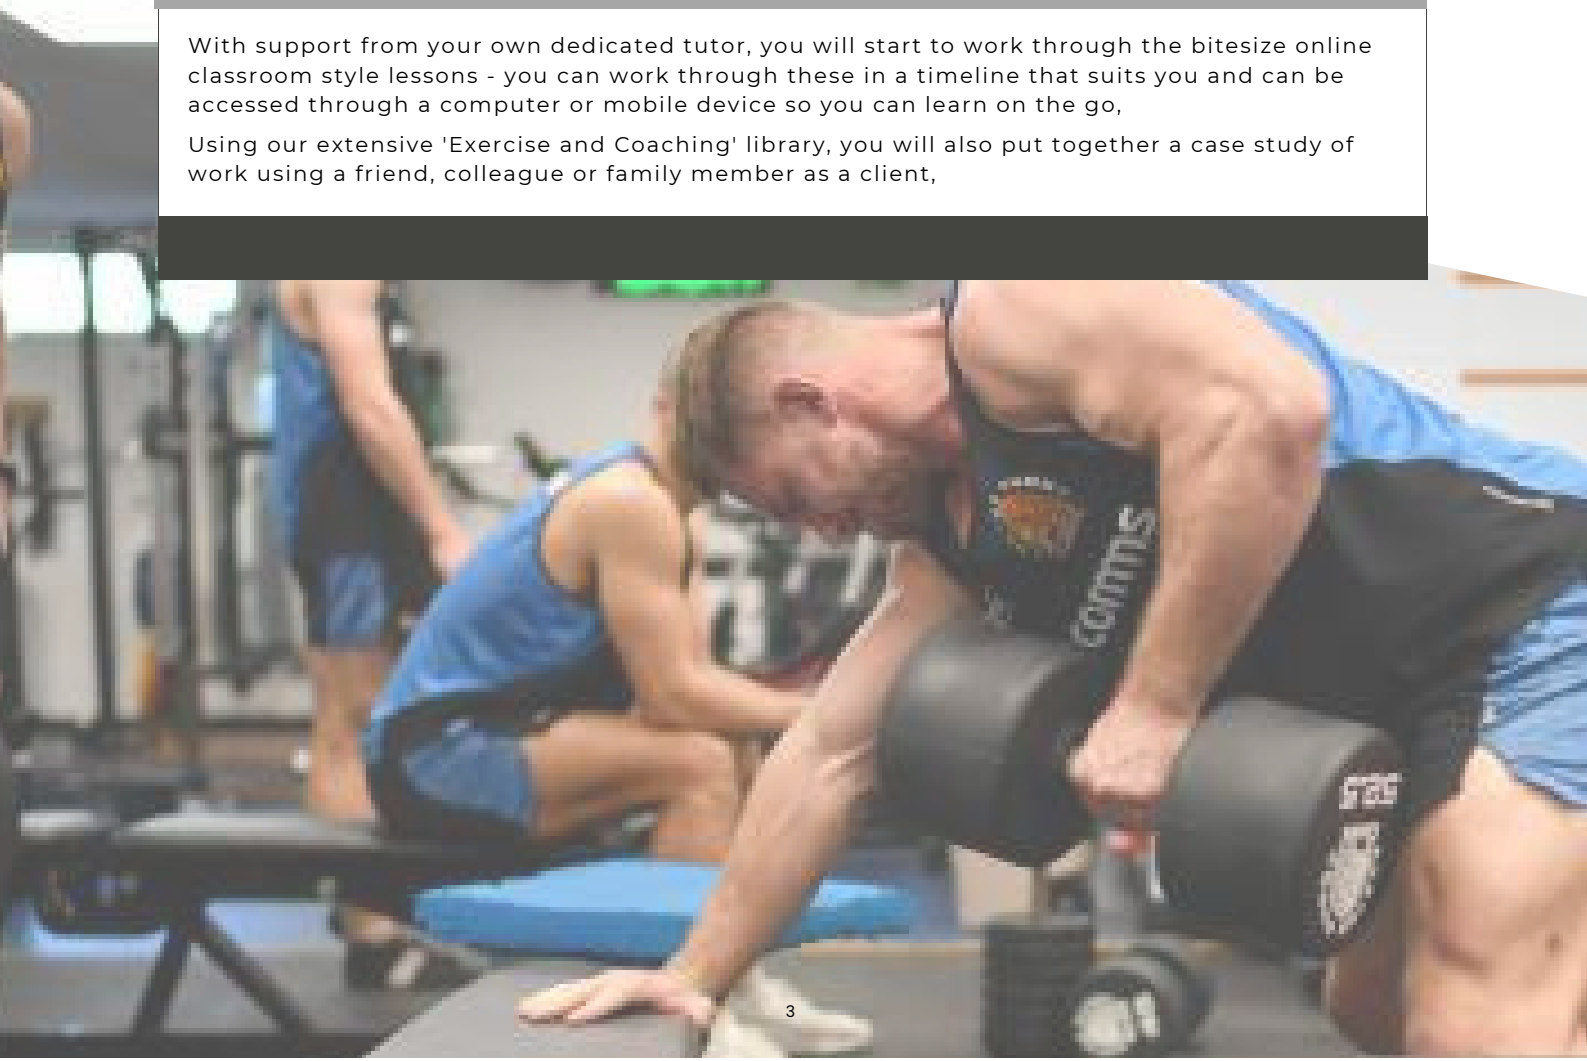 With support from your own dedicated tutor, you will start to work through the bitesize online
classroom style lessons - you can work through these in a timeline that suits you and can be
accessed through a computer or mobile device so you can learn on the go,
Using our extensive 'Exercise and Coaching' library, you will also put together a case study of
work using a friend, colleague or family member as a client,
comms
3